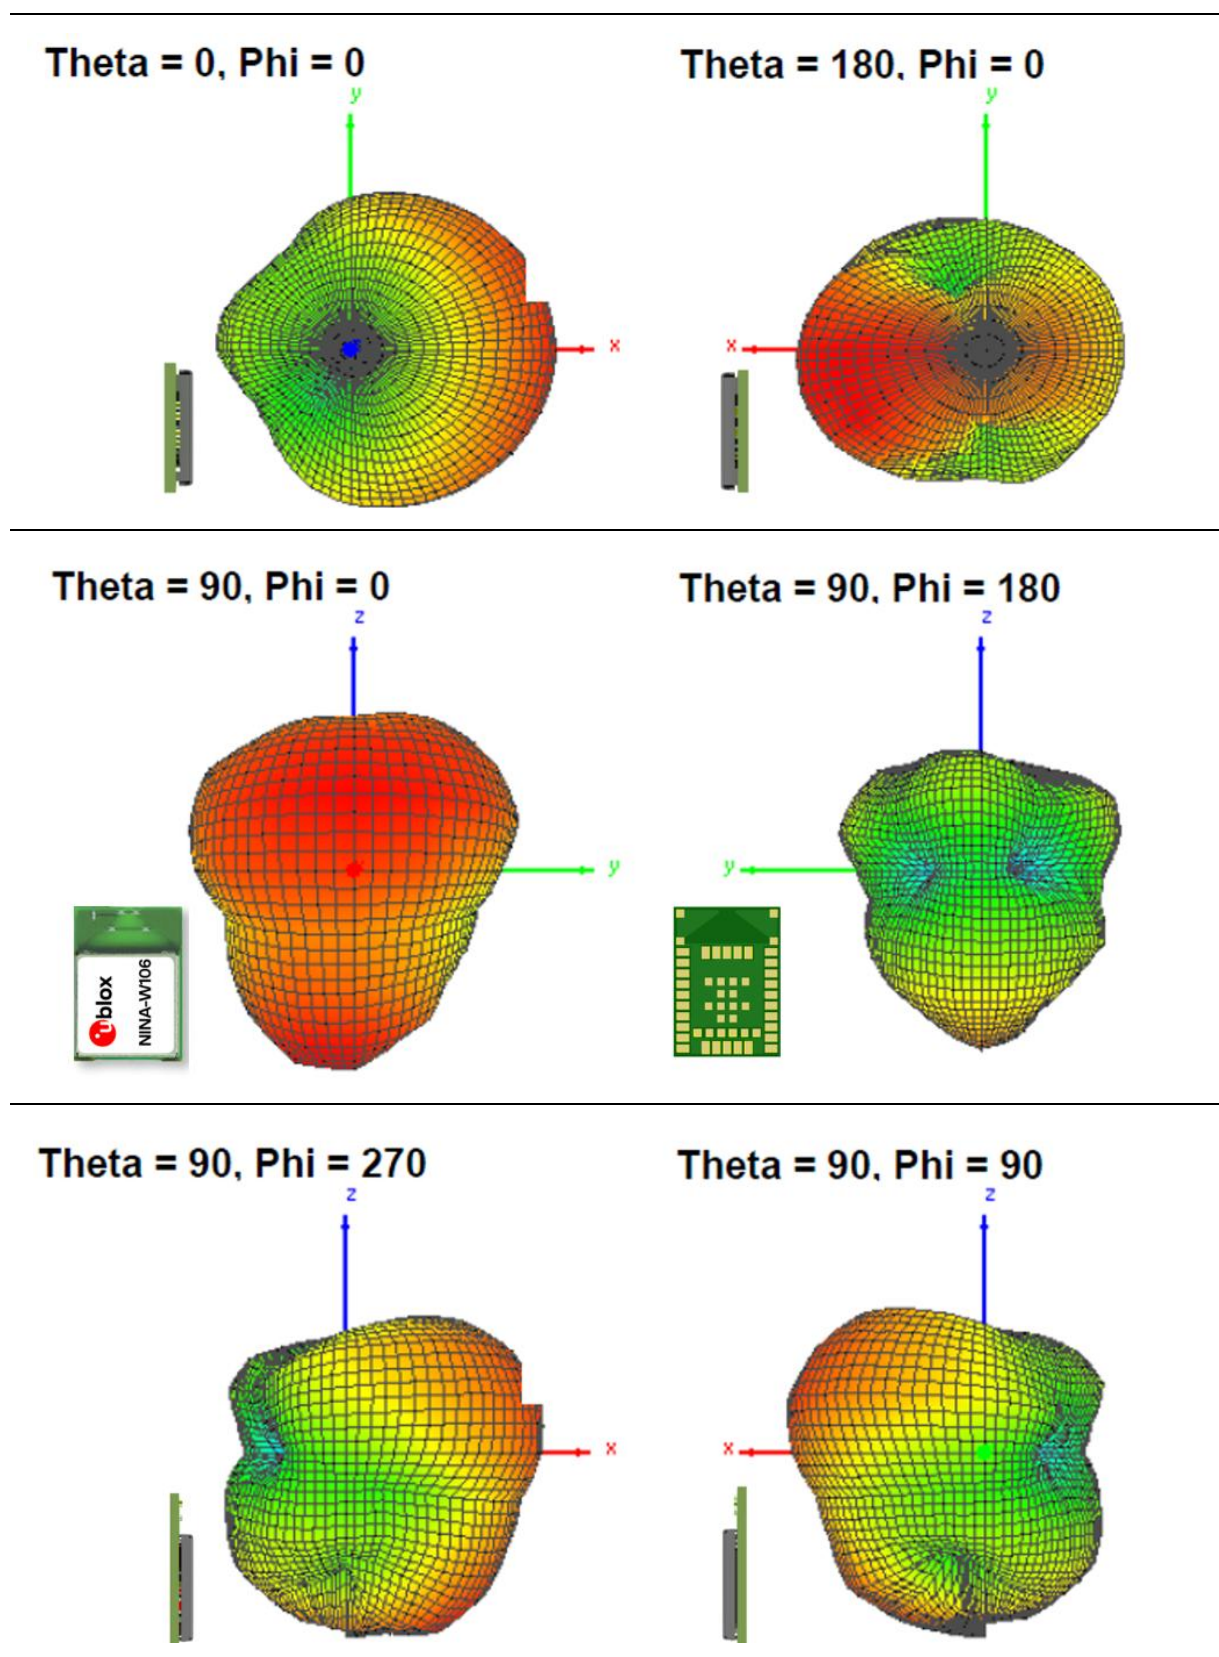 Theta = 0, Phi = 0
Theta = 180, Phi = 0
y
y
x
x
Theta = 90, Phi = 0
Theta = 90, Phi = 180
z
z
y
y
ublox
NINA-W106
Theta = 90, Phi = 270
Theta = 90, Phi = 90
z
z
x
x